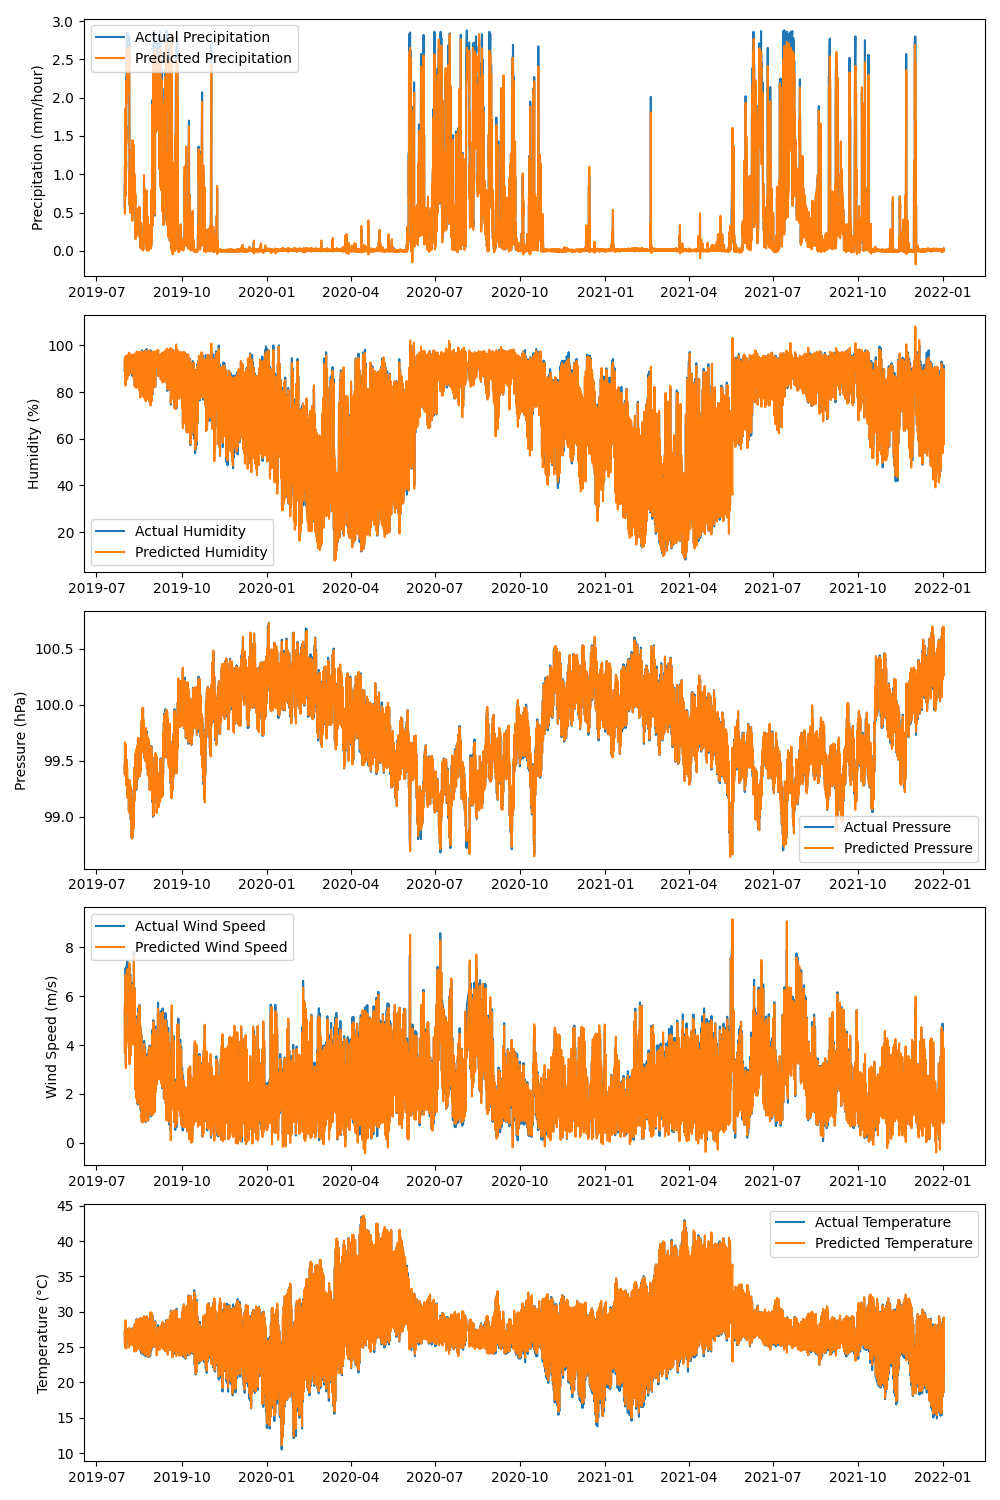 3.0
2.5
2.0
1.5
1.0
0.5
0.0
Precipitation (mm/hour)
Actual Precipitation
Predicted Precipitation
2019-07 2019-10 2020-01 2020-04 2020-07 2020-10 2021-01 2021-04 2021-07 2021-10 2022-01
100
80
60
40
20
Humidity (%)
Actual Humidity
Predicted Humidity
2019-07 2019-10 2020-01 2020-04 2020-07 2020-10 2021-01 2021-04 2021-07 2021-10 2022-01
100.5
100.0
99.5
99.0
Pressure (hPa)
Actual Pressure
Predicted Pressure
2019-07 2019-10 2020-01 2020-04 2020-07 2020-10 2021-01 2021-04 2021-07 2021-10 2022-01
8
6
4
2
0
Wind Speed (m/s)
Actual Wind Speed
Predicted Wind Speed
2019-07 2019-10 2020-01 2020-04 2020-07 2020-10 2021-01 2021-04 2021-07 2021-10 2022-01
45
40
35
30
25
20
15
10
Temperature (°C)
Actual Temperature
Predicted Temperature
2019-07 2019-10 2020-01 2020-04 2020-07 2020-10 2021-01 2021-04 2021-07 2021-10 2022-01